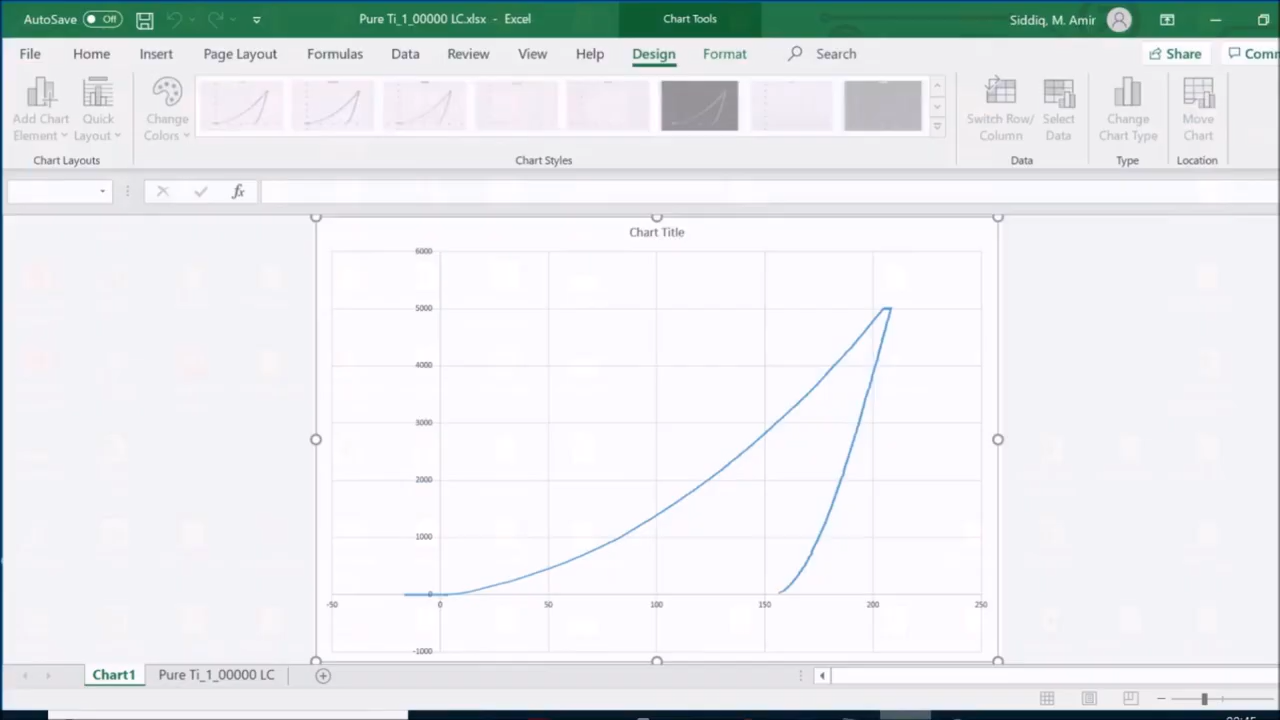 AutoSave Off Pure Ti_1_00000 LC.xlsx - Excel Chart Tools Siddiq, M. Amir
File Home Insert Page Layout Formulas Data Review View Help Design Format Search Share Comm
Add Chart Element Quick Layout Change Colors Switch Row/ Column Select Data Change Chart Type Move Chart
Chart Layouts Chart Styles Data Type Location
fx
Chart Title
6000
5000
4000
3000
2000
1000
0
-50 0 50 100 150 200 250
-1000
Chart1 Pure Ti_1_00000 LC